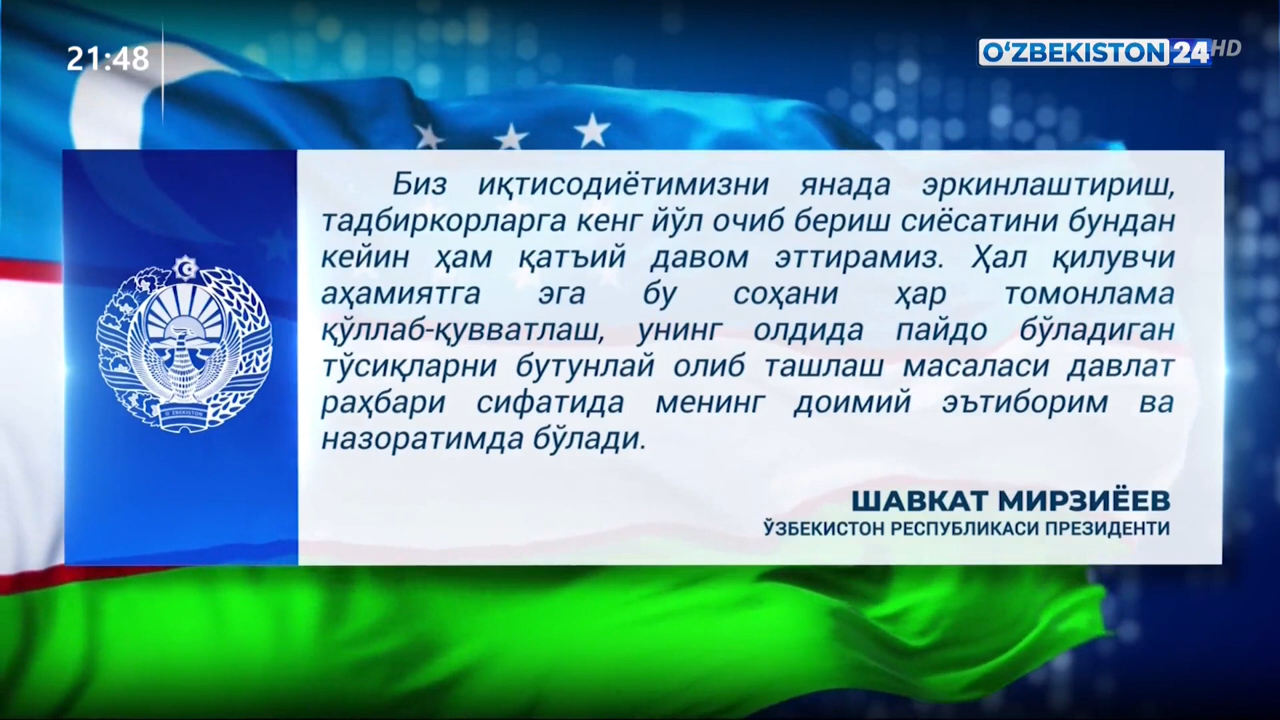 21:48
O‘ZBEKISTON 24 HD
Биз иқтисодиётимизни янада эркинлаштириш,
тадбиркорларга кенг йўл очиб бериш сиёсатини бундан
кейин ҳам қатъий давом эттирамиз. Ҳал қилувчи
аҳамиятга эга бу соҳани ҳар томонлама
қўллаб-қувватлаш, унинг олдида пайдо бўладиган
тўсиқларни бутунлай олиб ташлаш масаласи давлат
раҳбари сифатида менинг доимий эътиборим ва
назоратимда бўлади.
O ZBEKISTON
ШАВКАТ МИРЗИЁЕВ
ЎЗБЕКИСТОН РЕСПУБЛИКАСИ ПРЕЗИДЕНТИ